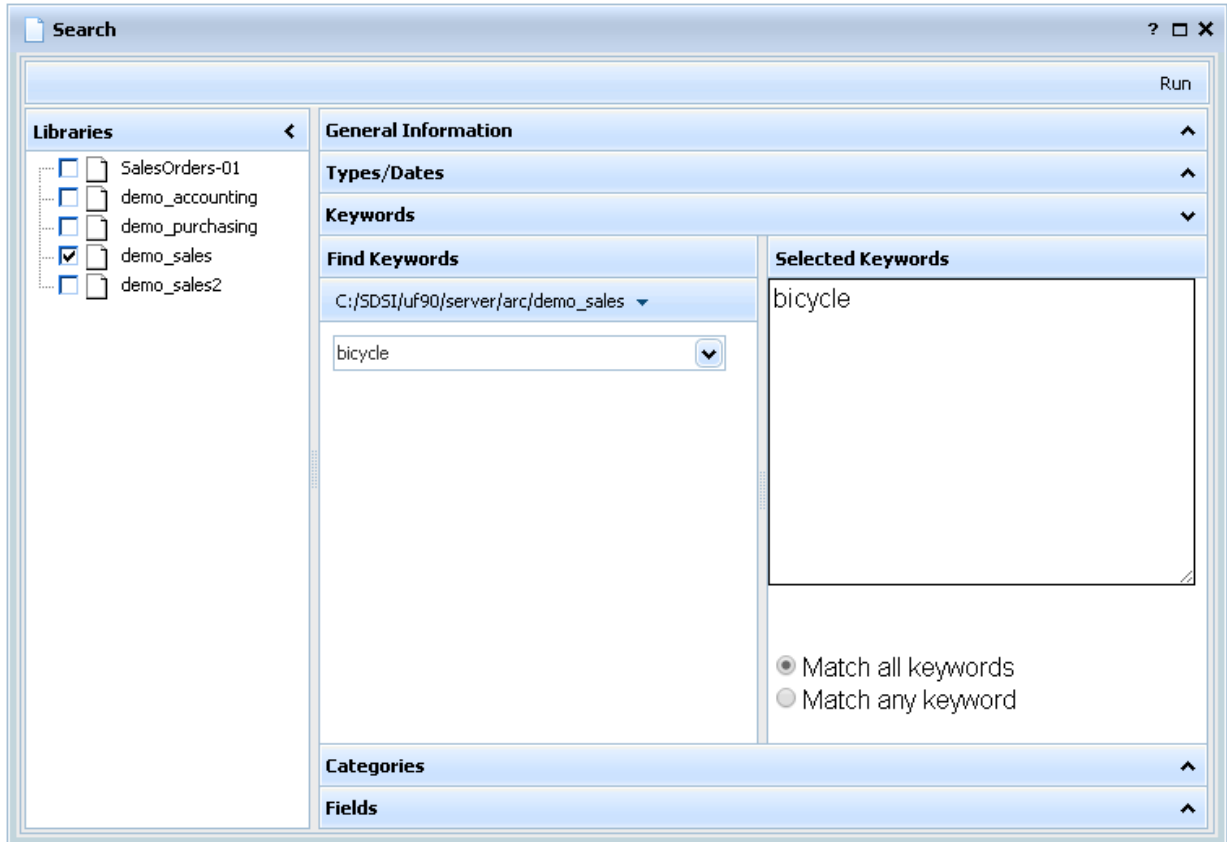 Search
?
Run
Libraries
SalesOrders-01
demo_accounting
demo_purchasing
demo_sales
demo_sales2
General Information
Types/Dates
Keywords
Find Keywords
C:/SDSI/uf90/server/arc/demo_sales
bicycle
Selected Keywords
bicycle
Match all keywords
Match any keyword
Categories
Fields